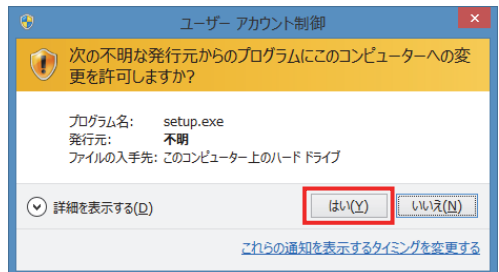 ユーザー アカウント制御
次の不明な発行元からのプログラムにこのコンピューターへの変
更を許可しますか?
プログラム名: setup.exe
発行元: 不明
ファイルの入手先: このコンピューター上のハード ドライブ
詳細を表示する(D) はい(Y) いいえ(N)
これらの通知を表示するタイミングを変更する